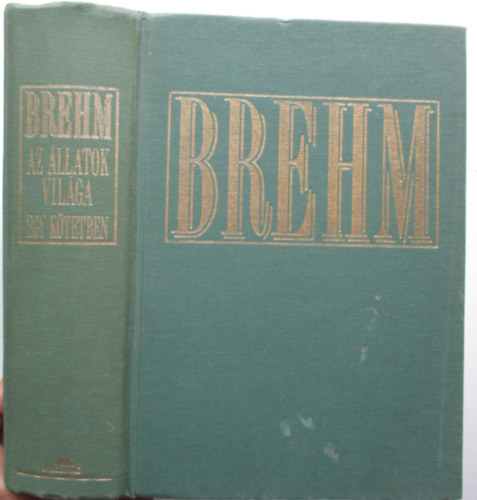 BREHM
AZ ÁLLATOK
VILÁGA
EGY KÖTETBEN
BREHM